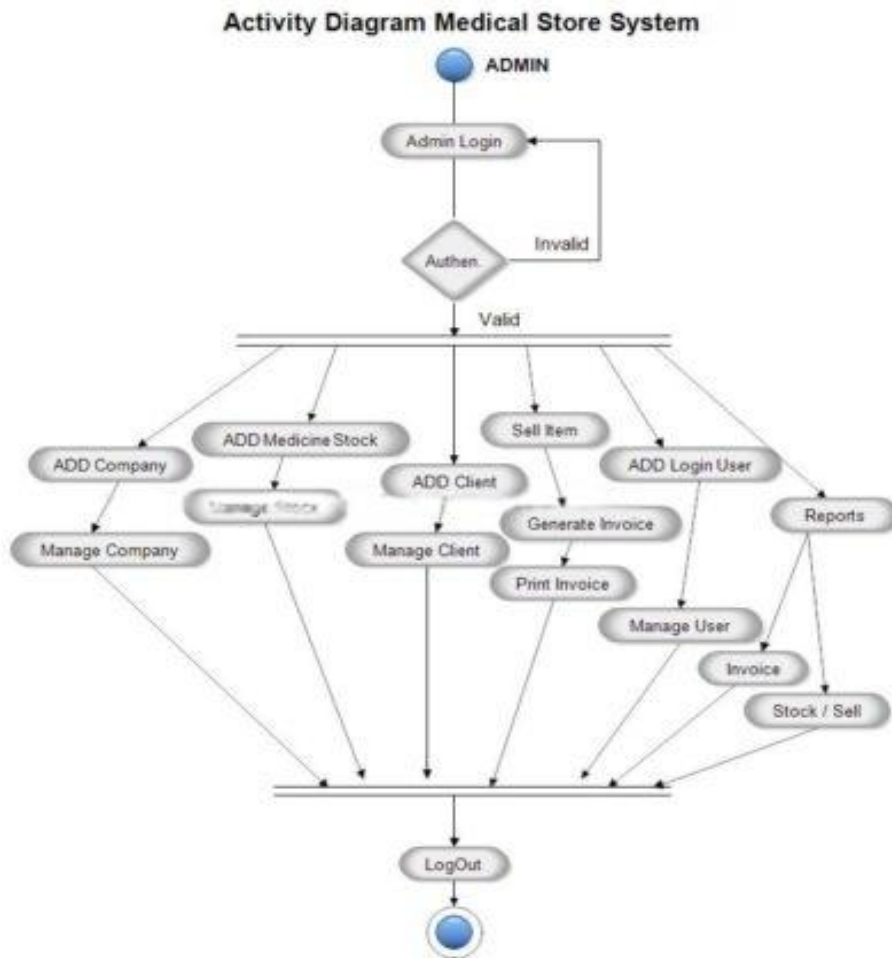 Activity Diagram Medical Store System
ADMIN
Admin Login
Invalid
Authen.
Valid
Sell Item
ADD Medicine Stock
ADD Company
ADD Login User
ADD Client
Manage Stock
Reports
Generate Invoice
Manage Company
Manage Client
Print Invoice
Manage User
Invoice
Stock / Sell
LogOut